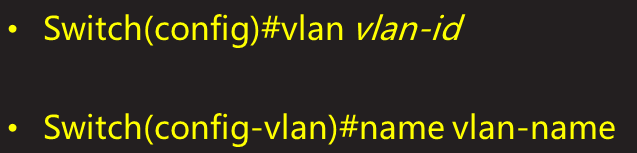 • Switch(config)#vlan vlan-id
• Switch(config-vlan)#name vlan-name